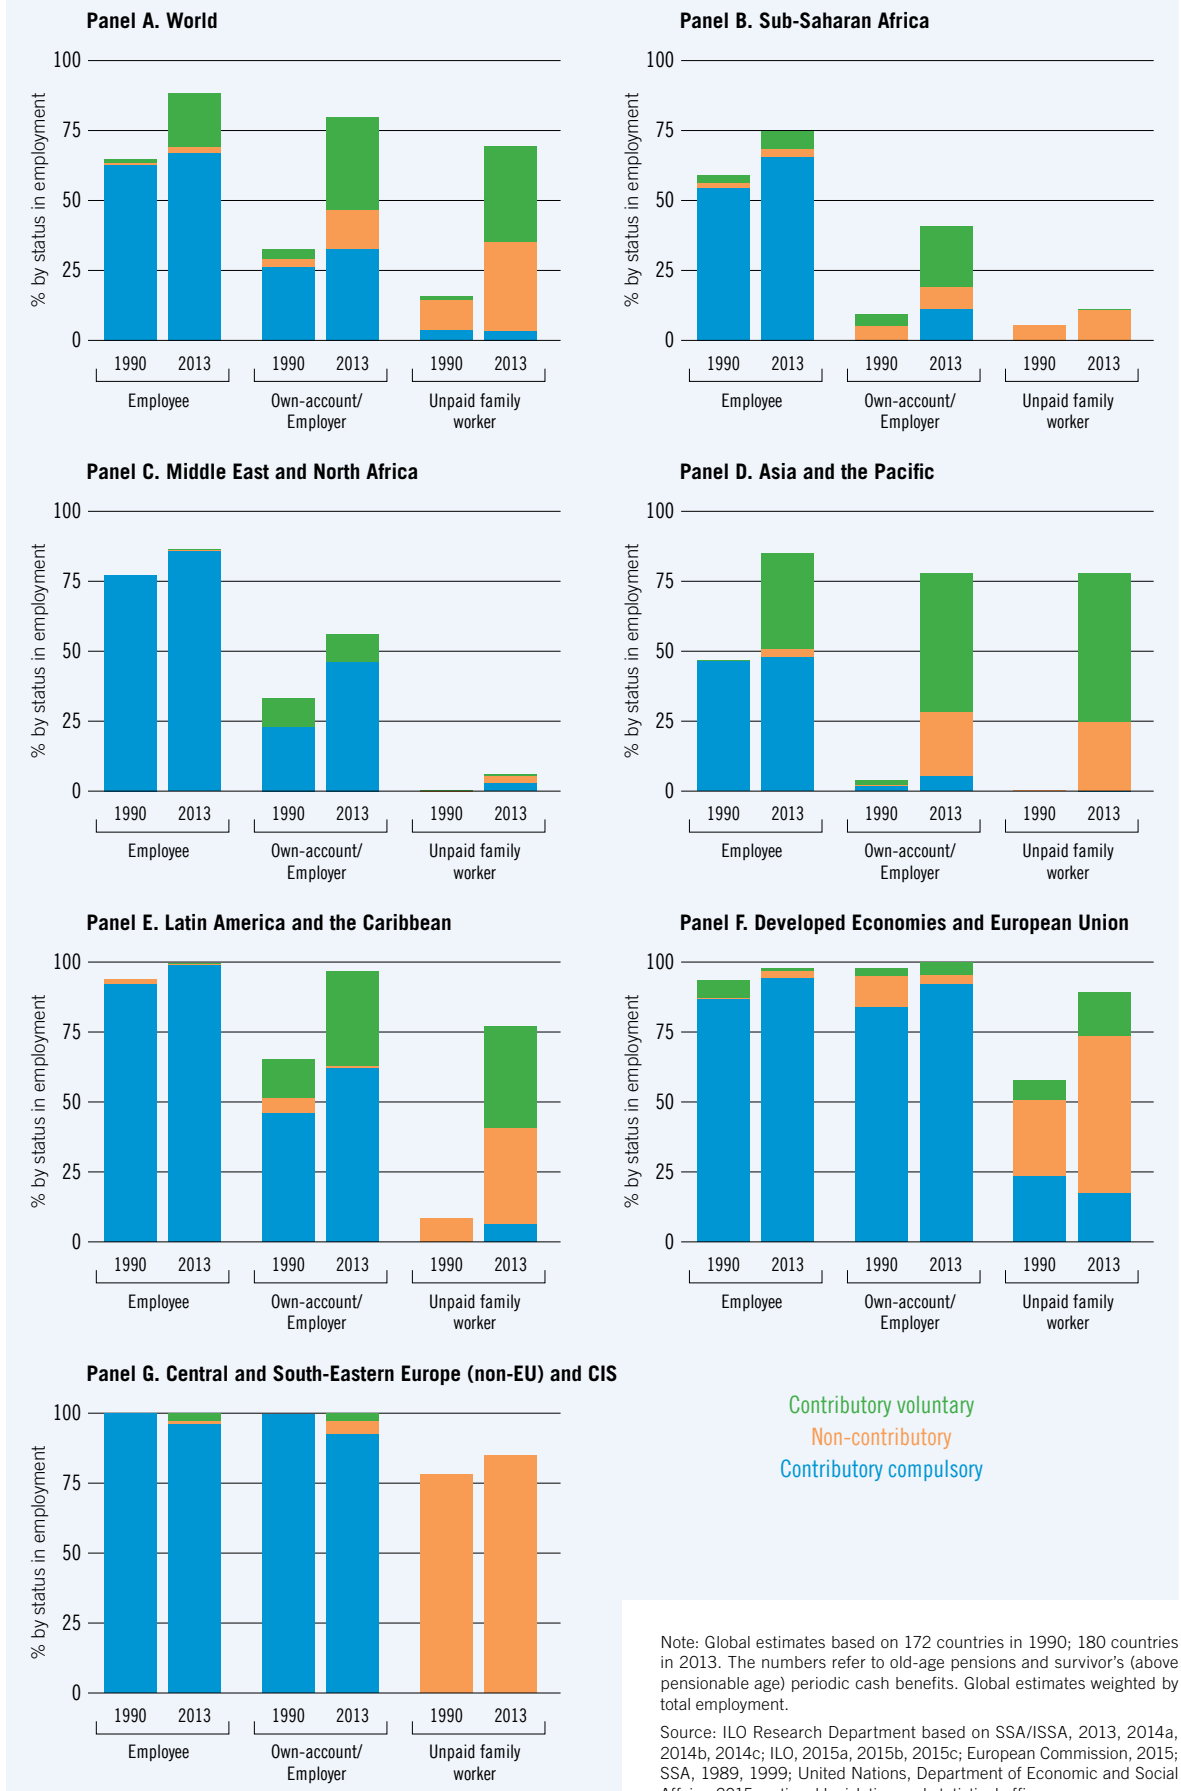 Panel A. World
% by status in employment
100
75
50
25
0
1990 2013 1990 2013 1990 2013
Employee Own-account/ Unpaid family
Employer worker
Panel B. Sub-Saharan Africa
% by status in employment
100
75
50
25
0
1990 2013 1990 2013 1990 2013
Employee Own-account/ Unpaid family
Employer worker
Panel C. Middle East and North Africa
% by status in employment
100
75
50
25
0
1990 2013 1990 2013 1990 2013
Employee Own-account/ Unpaid family
Employer worker
Panel D. Asia and the Pacific
% by status in employment
100
75
50
25
0
1990 2013 1990 2013 1990 2013
Employee Own-account/ Unpaid family
Employer worker
Panel E. Latin America and the Caribbean
% by status in employment
100
75
50
25
0
1990 2013 1990 2013 1990 2013
Employee Own-account/ Unpaid family
Employer worker
Panel F. Developed Economies and European Union
% by status in employment
100
75
50
25
0
1990 2013 1990 2013 1990 2013
Employee Own-account/ Unpaid family
Employer worker
Panel G. Central and South-Eastern Europe (non-EU) and CIS
% by status in employment
100
75
50
25
0
1990 2013 1990 2013 1990 2013
Employee Own-account/ Unpaid family
Employer worker
Contributory voluntary
Non-contributory
Contributory compulsory
Note: Global estimates based on 172 countries in 1990; 180 countries
in 2013. The numbers refer to old-age pensions and survivor's (above
pensionable age) periodic cash benefits. Global estimates weighted by
total employment.
Source: ILO Research Department based on SSA/ISSA, 2013, 2014a,
2014b, 2014c; ILO, 2015a, 2015b, 2015c; European Commission, 2015;
SSA, 1989, 1999; United Nations, Department of Economic and Social